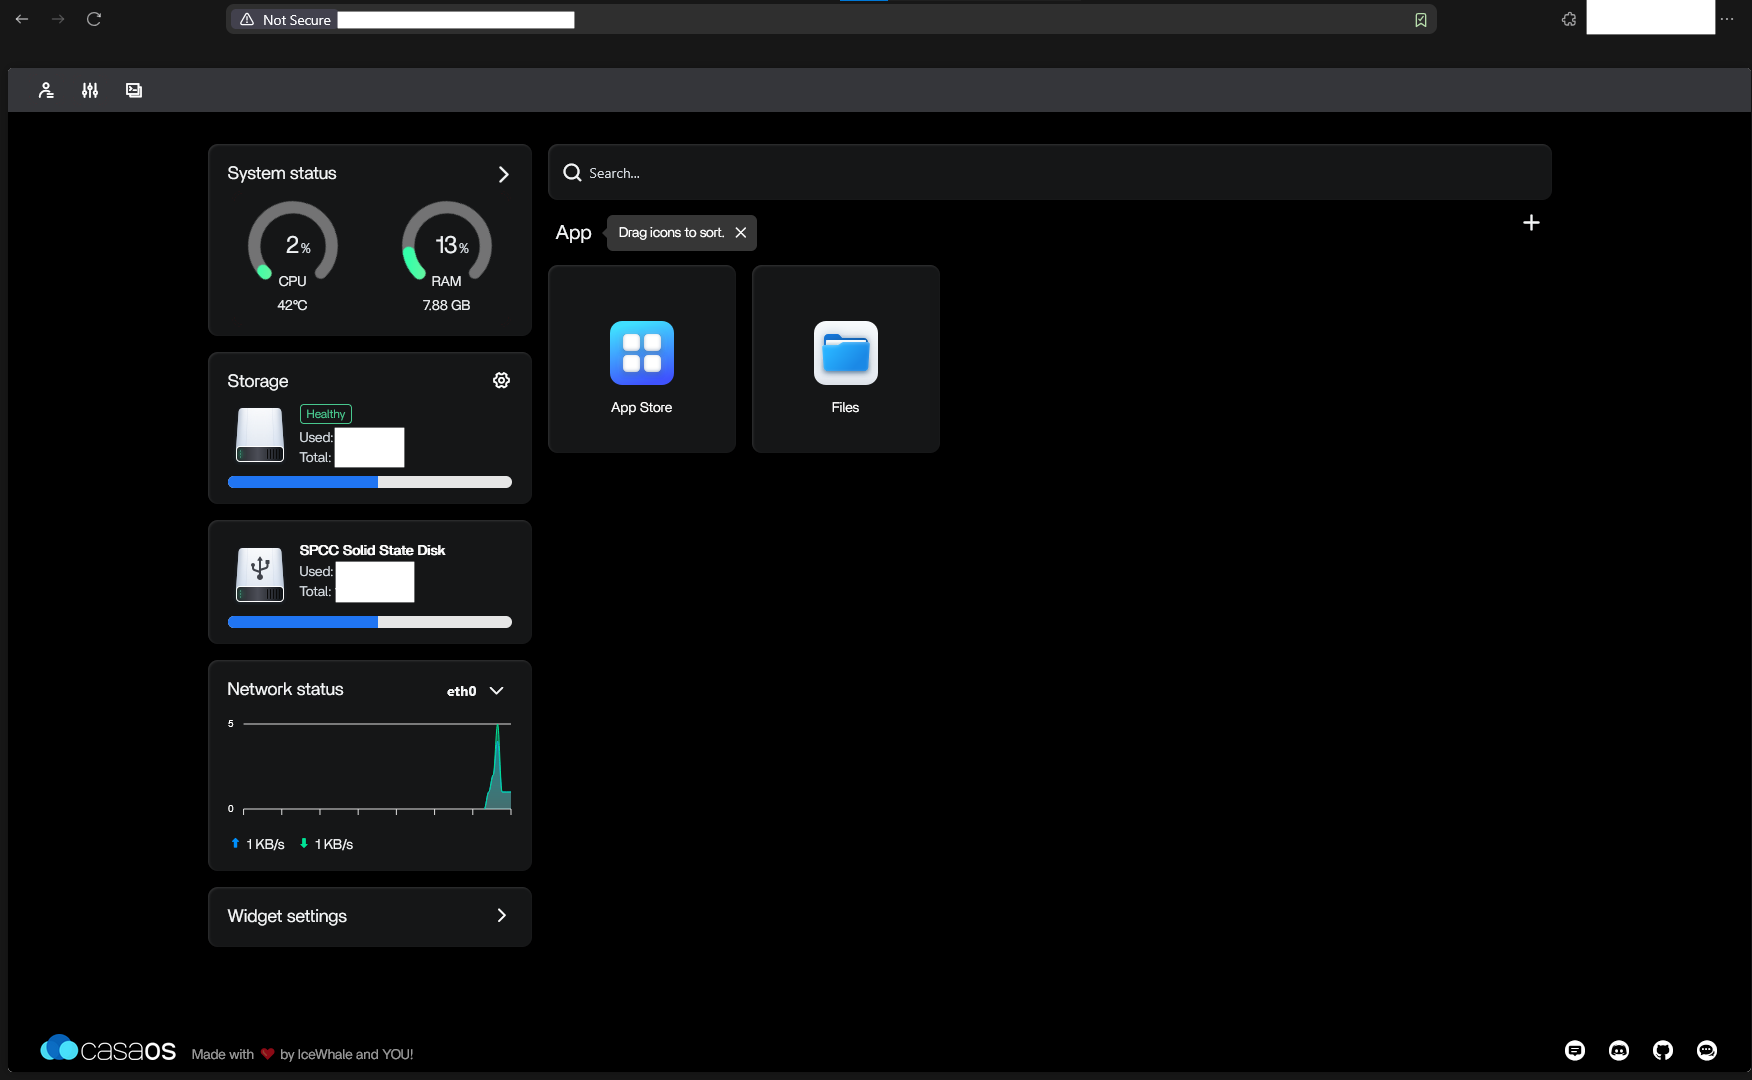 Not Secure
System status
2%
CPU
42°C
13%
RAM
7.88 GB
Storage
Healthy
Used:
Total:
SPCC Solid State Disk
Used:
Total:
Network status
eth0
5
0
1 KB/s
1 KB/s
Widget settings
Search...
App
Drag icons to sort.
App Store
Files
casaos
Made with ❤ by IceWhale and YOU!